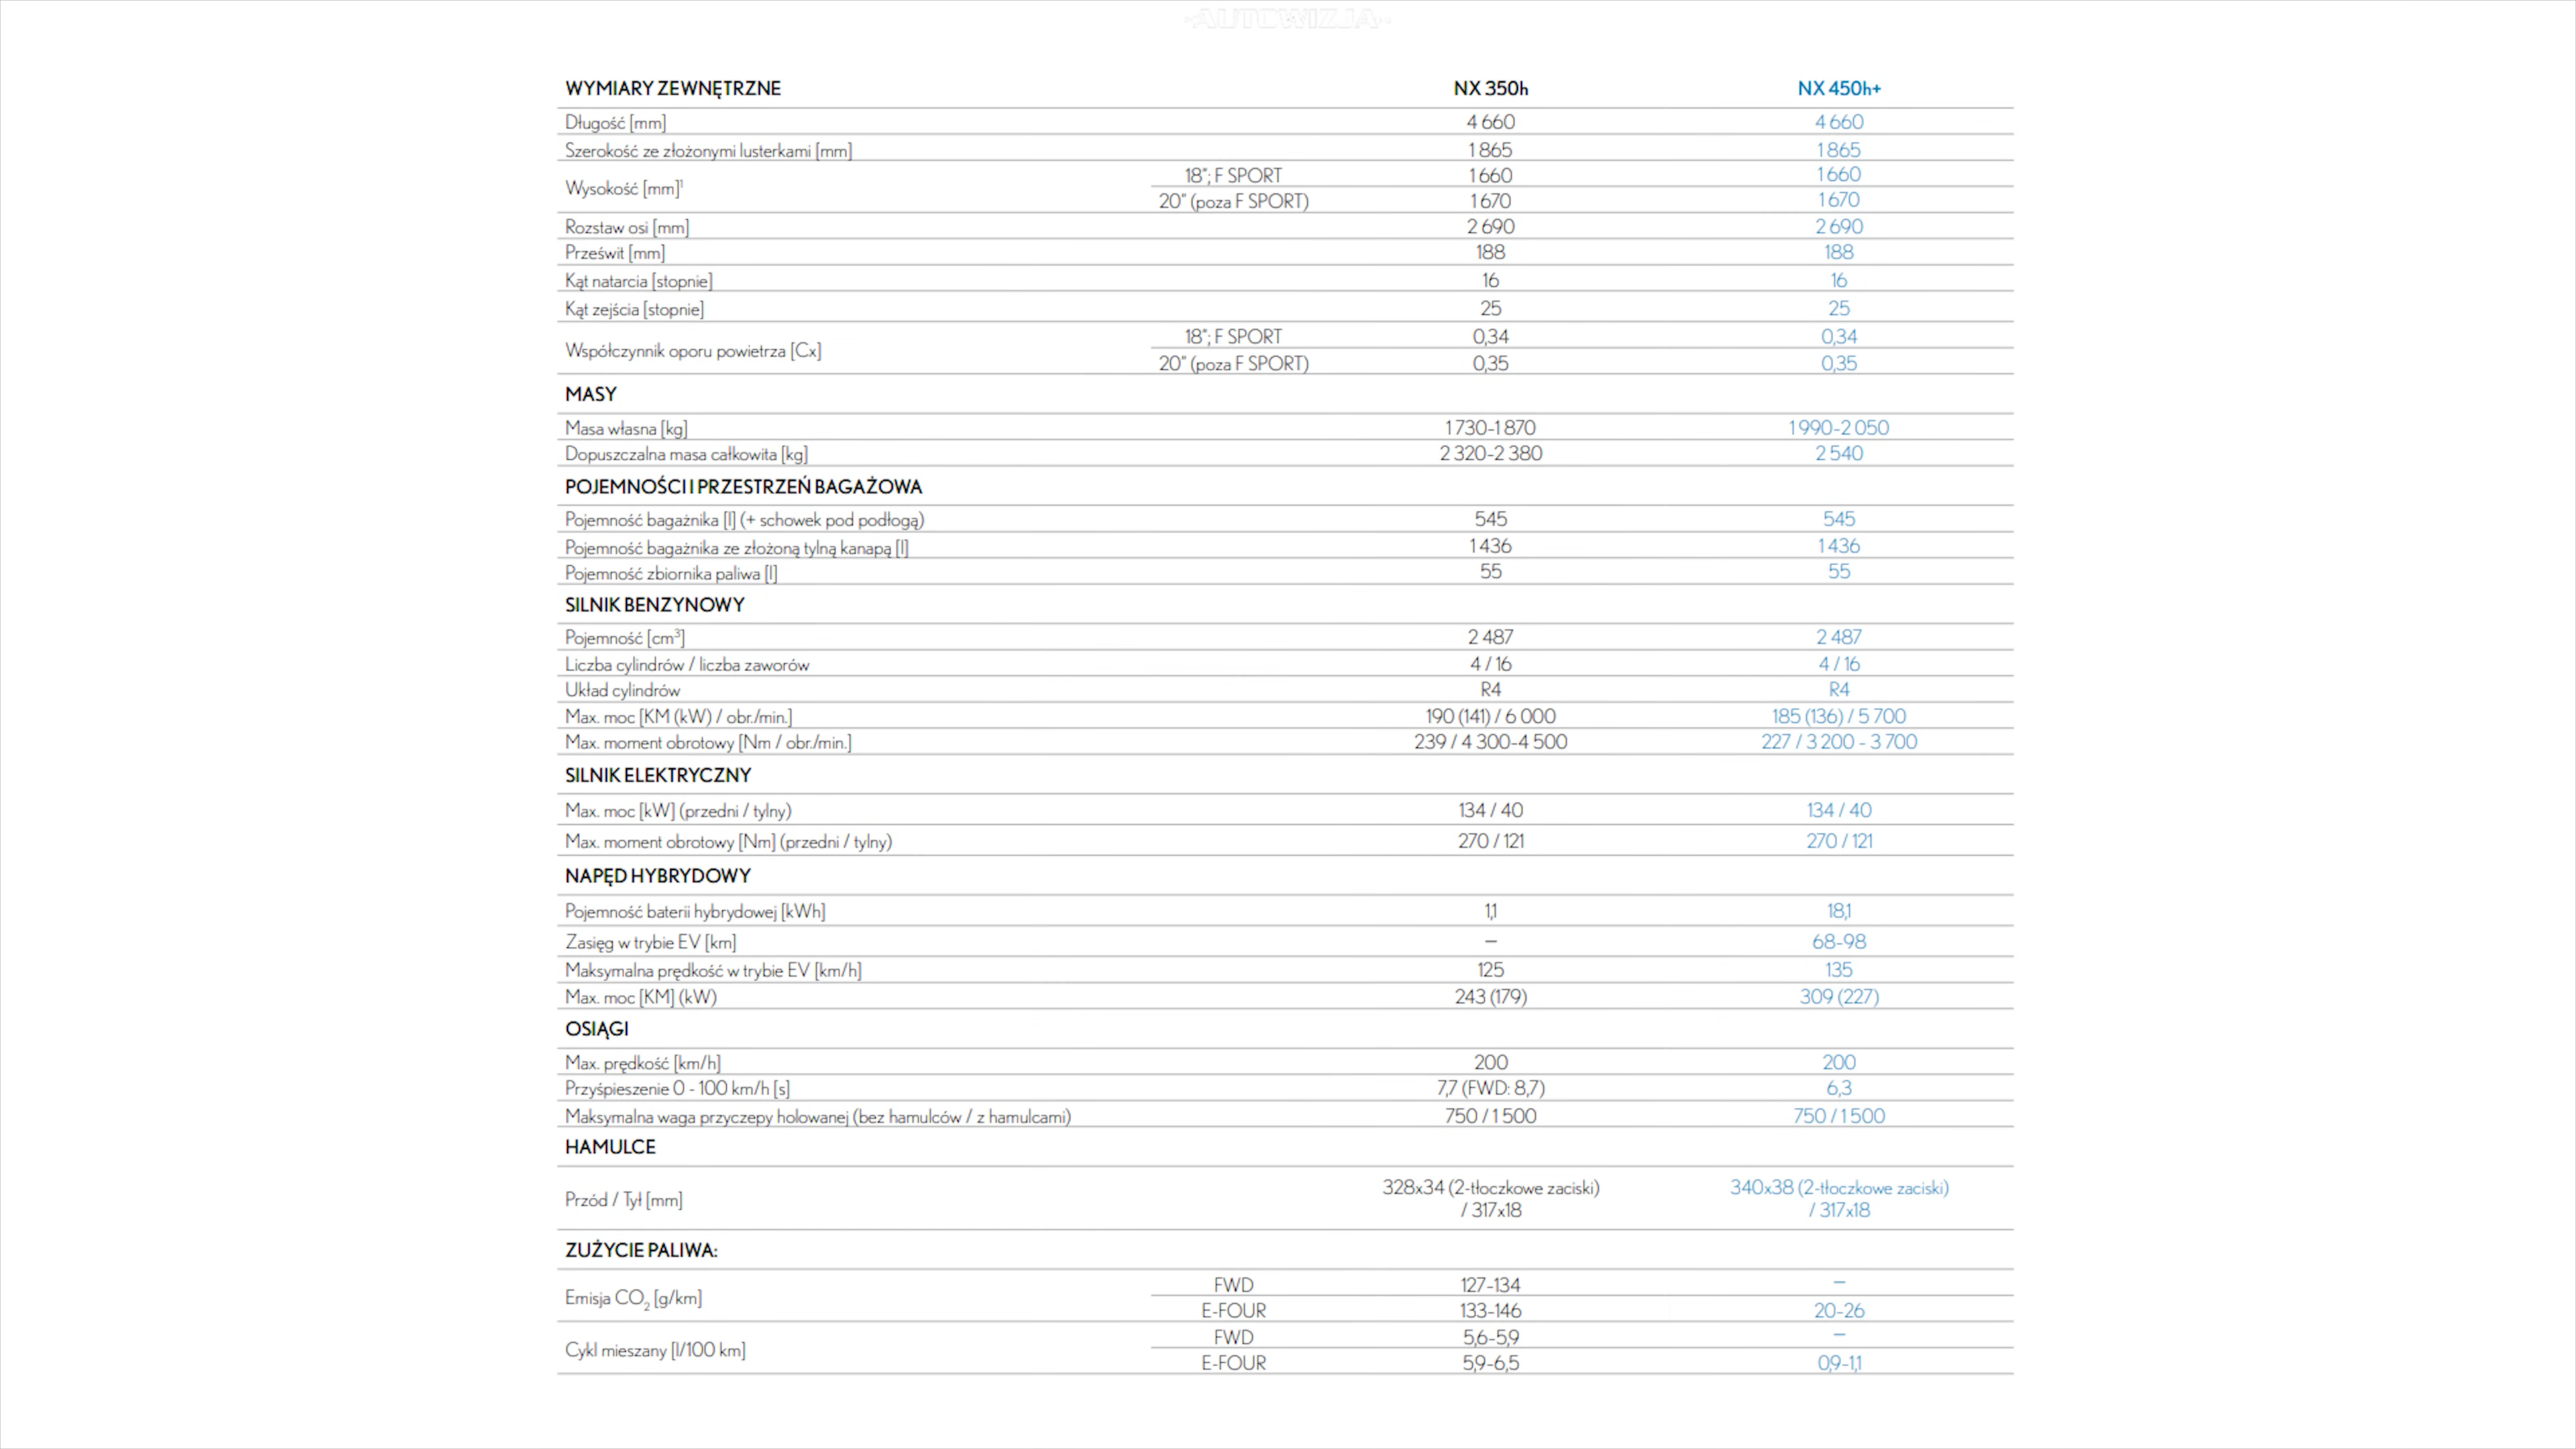 AUTOWIZJA
WYMIARY ZEWNĘTRZNE NX 350h NX 450h+
Długość [mm] 4 660 4 660
Szerokość ze złożonymi lusterkami [mm] 1 865 1 865
Wysokość [mm]¹ 18"; F SPORT 1 660 1 660
20" (poza F SPORT) 1 670 1 670
Rozstaw osi [mm] 2 690 2 690
Prześwit [mm] 188 188
Kąt natarcia [stopnie] 16 16
Kąt zejścia [stopnie] 25 25
Współczynnik oporu powietrza [Cx] 18"; F SPORT 0,34 0,34
20" (poza F SPORT) 0,35 0,35
MASY
Masa własna [kg] 1 730-1 870 1 990-2 050
Dopuszczalna masa całkowita [kg] 2 320-2 380 2 540
POJEMNOŚCI I PRZESTRZEŃ BAGAŻOWA
Pojemność bagażnika [l] (+ schowek pod podłogą) 545 545
Pojemność bagażnika ze złożoną tylną kanapą [l] 1 436 1 436
Pojemność zbiornika paliwa [l] 55 55
SILNIK BENZYNOWY
Pojemność [cm³] 2 487 2 487
Liczba cylindrów / liczba zaworów 4 / 16 4 / 16
Układ cylindrów R4 R4
Max. moc [KM (kW) / obr./min.] 190 (141) / 6 000 185 (136) / 5 700
Max. moment obrotowy [Nm / obr./min.] 239 / 4 300-4 500 227 / 3 200 - 3 700
SILNIK ELEKTRYCZNY
Max. moc [kW] (przedni / tylny) 134 / 40 134 / 40
Max. moment obrotowy [Nm] (przedni / tylny) 270 / 121 270 / 121
NAPĘD HYBRYDOWY
Pojemność baterii hybrydowej [kWh] 1,1 18,1
Zasięg w trybie EV [km] – 68-98
Maksymalna prędkość w trybie EV [km/h] 125 135
Max. moc [KM] (kW) 243 (179) 309 (227)
OSIĄGI
Max. prędkość [km/h] 200 200
Przyśpieszenie 0 - 100 km/h [s] 7,7 (FWD: 8,7) 6,3
Maksymalna waga przyczepy holowanej (bez hamulców / z hamulcami) 750 / 1 500 750 / 1 500
HAMULCE
Przód / Tył [mm] 328x34 (2-tłoczkowe zaciski) 340x38 (2-tłoczkowe zaciski)
/ 317x18 / 317x18
ZUŻYCIE PALIWA:
Emisja CO₂ [g/km] FWD 127-134 –
E-FOUR 133-146 20-26
Cykl mieszany [l/100 km] FWD 5,6-5,9 –
E-FOUR 5,9-6,5 0,9-1,1